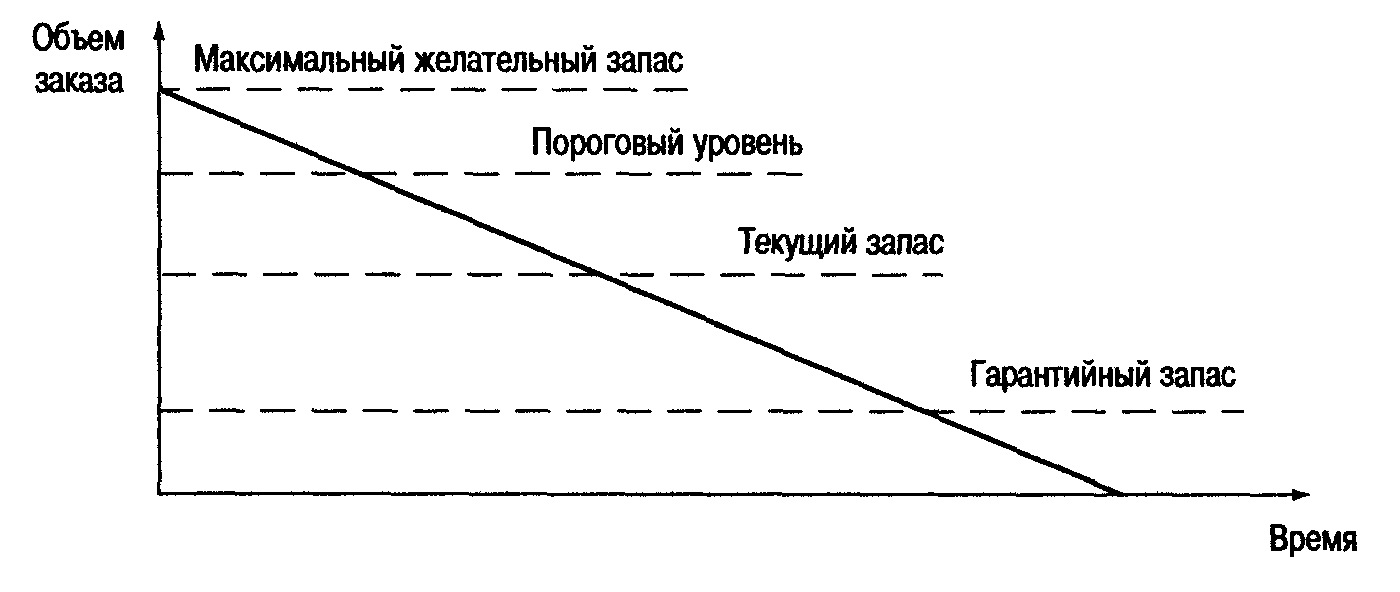 Объем
заказа
Максимальный желательный запас
Пороговый уровень
Текущий запас
Гарантийный запас
Время